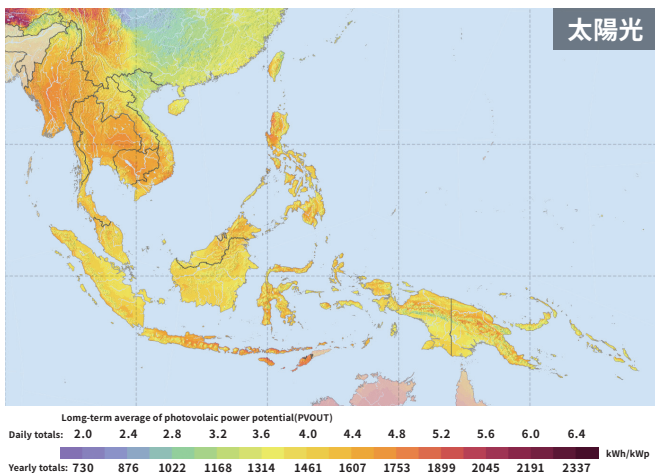 太陽光
Lomg-term average of photovolaic power potential(PVOUT)
Daily totals: 2.0 2.4 2.8 3.2 3.6 4.0 4.4 4.8 5.2 5.6 6.0 6.4
kWh/kWp
Yearly totals: 730 876 1022 1168 1314 1461 1607 1753 1899 2045 2191 2337